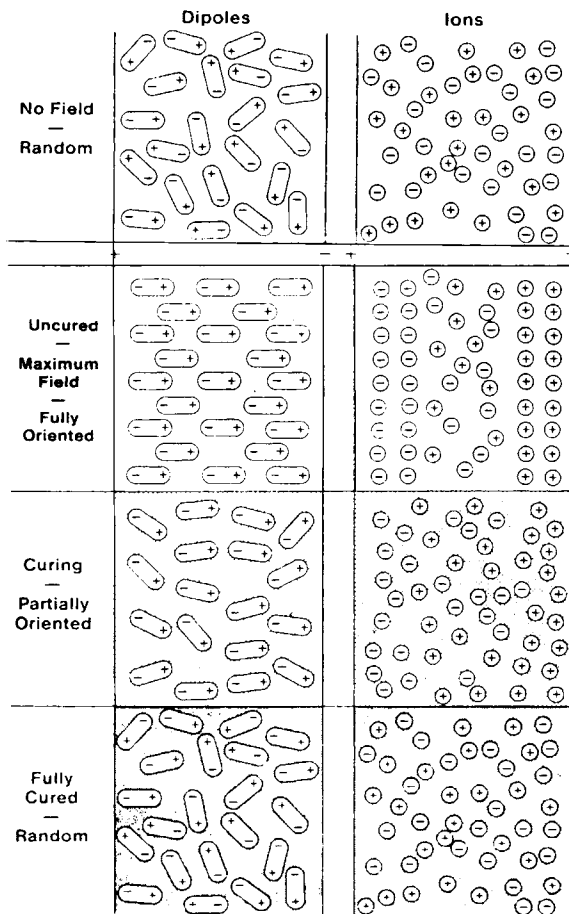 Dipoles
Ions
No Field
—
Random
+
−
+
Uncured
—
Maximum
Field
—
Fully
Oriented
Curing
—
Partially
Oriented
Fully
Cured
—
Random